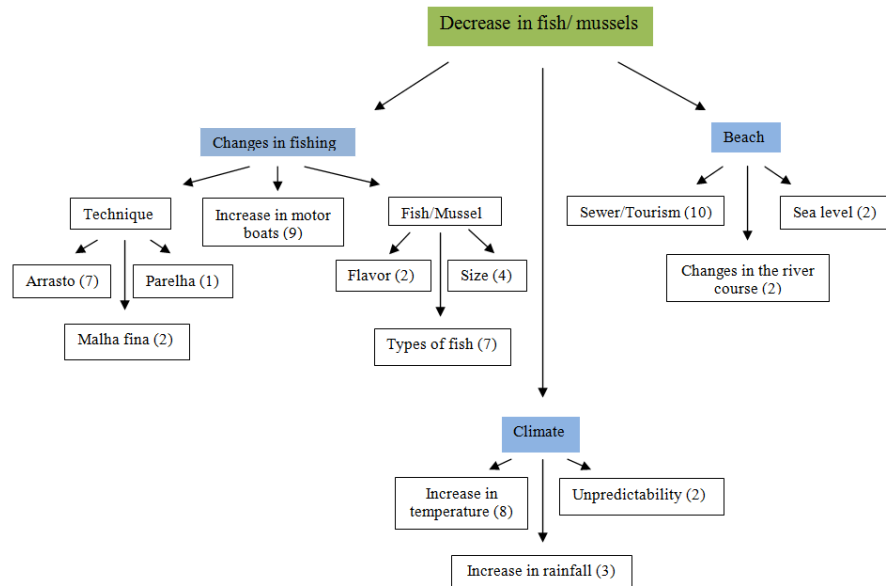 Decrease in fish/ mussels
Changes in fishing
Beach
Technique
Increase in motor
boats (9)
Fish/Mussel
Sewer/Tourism (10)
Sea level (2)
Arrasto (7)
Parelha (1)
Flavor (2)
Size (4)
Changes in the river
course (2)
Malha fina (2)
Types of fish (7)
Climate
Increase in
temperature (8)
Unpredictability (2)
Increase in rainfall (3)